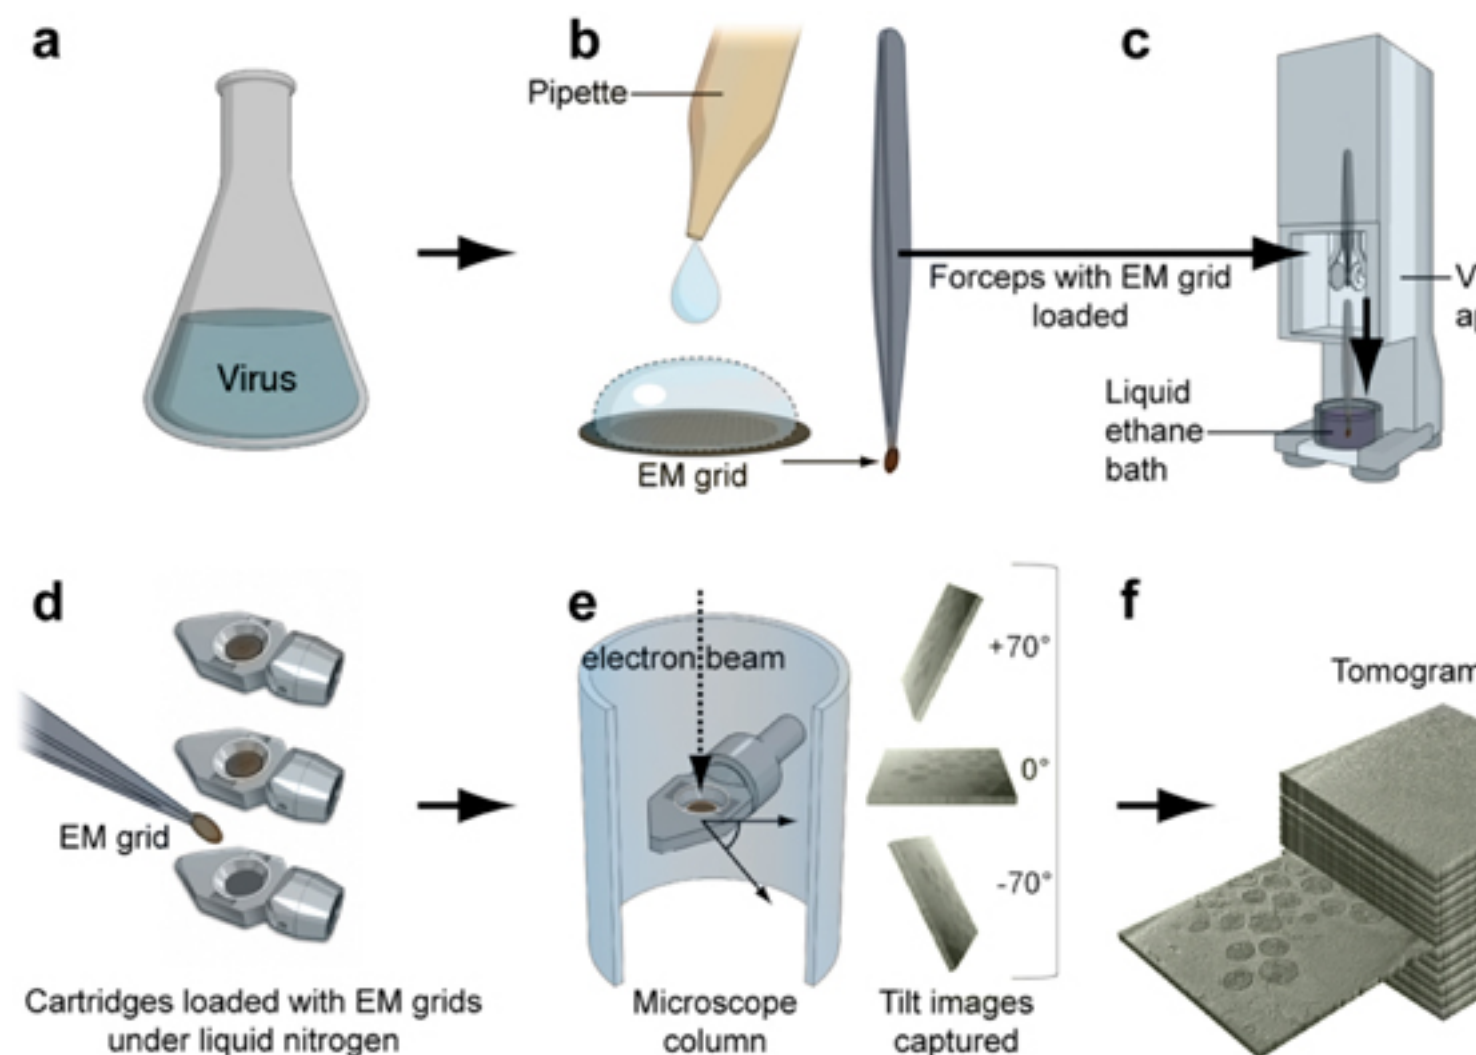 a
b
c
Pipette
Virus
Forceps with EM grid
loaded
Liquid
ethane
bath
EM grid
d
e
f
electron beam
+70°
0°
-70°
EM grid
Tomogram
Cartridges loaded with EM grids
under liquid nitrogen
Microscope
column
Tilt images
captured